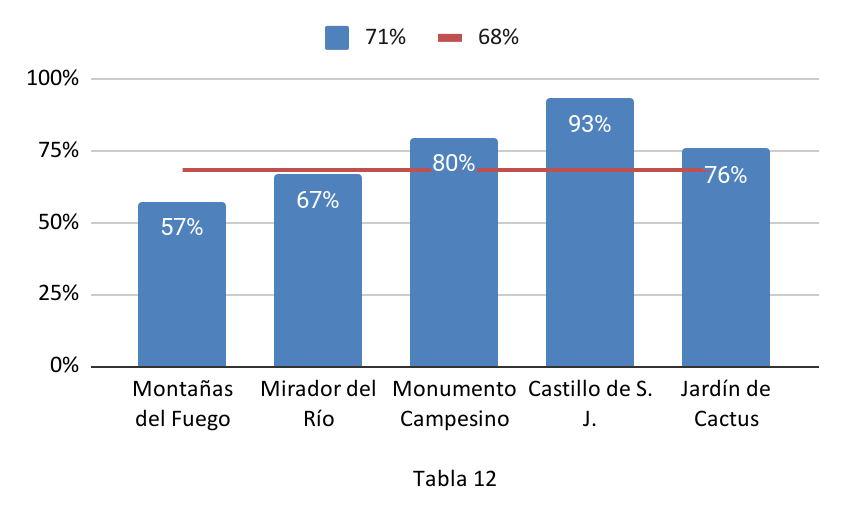 71% 68%
100%
75%
50%
25%
0%
57%
67%
80%
93%
76%
Montañas del Fuego
Mirador del Río
Monumento Campesino
Castillo de S. J.
Jardín de Cactus
Tabla 12